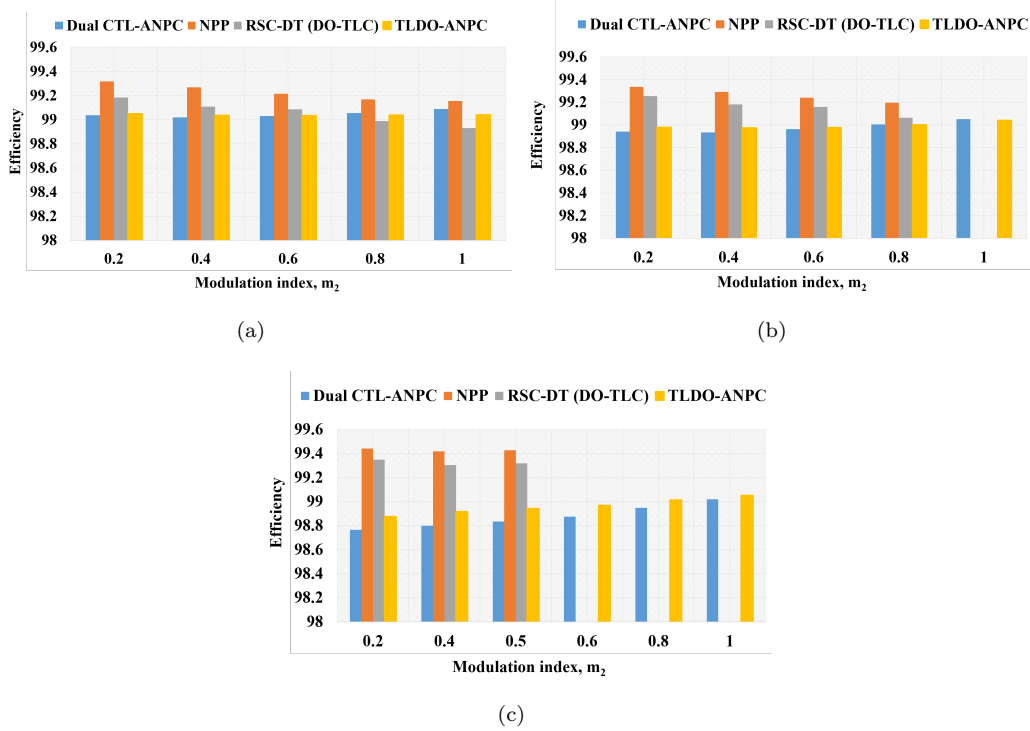 Dual CTL-ANPC NPP RSC-DT (DO-TLC) TLDO-ANPC
99.6
99.4
99.2
99
98.8
98.6
98.4
98.2
98
Efficiency
0.2 0.4 0.6 0.8 1
Modulation index, m₂
(a)
Dual CTL-ANPC NPP RSC-DT (DO-TLC) TLDO-ANPC
99.6
99.4
99.2
99
98.8
98.6
98.4
98.2
98
Efficiency
0.2 0.4 0.6 0.8 1
Modulation index, m₂
(b)
Dual CTL-ANPC NPP RSC-DT (DO-TLC) TLDO-ANPC
99.6
99.4
99.2
99
98.8
98.6
98.4
98.2
98
Efficiency
0.2 0.4 0.5 0.6 0.8 1
Modulation index, m₂
(c)